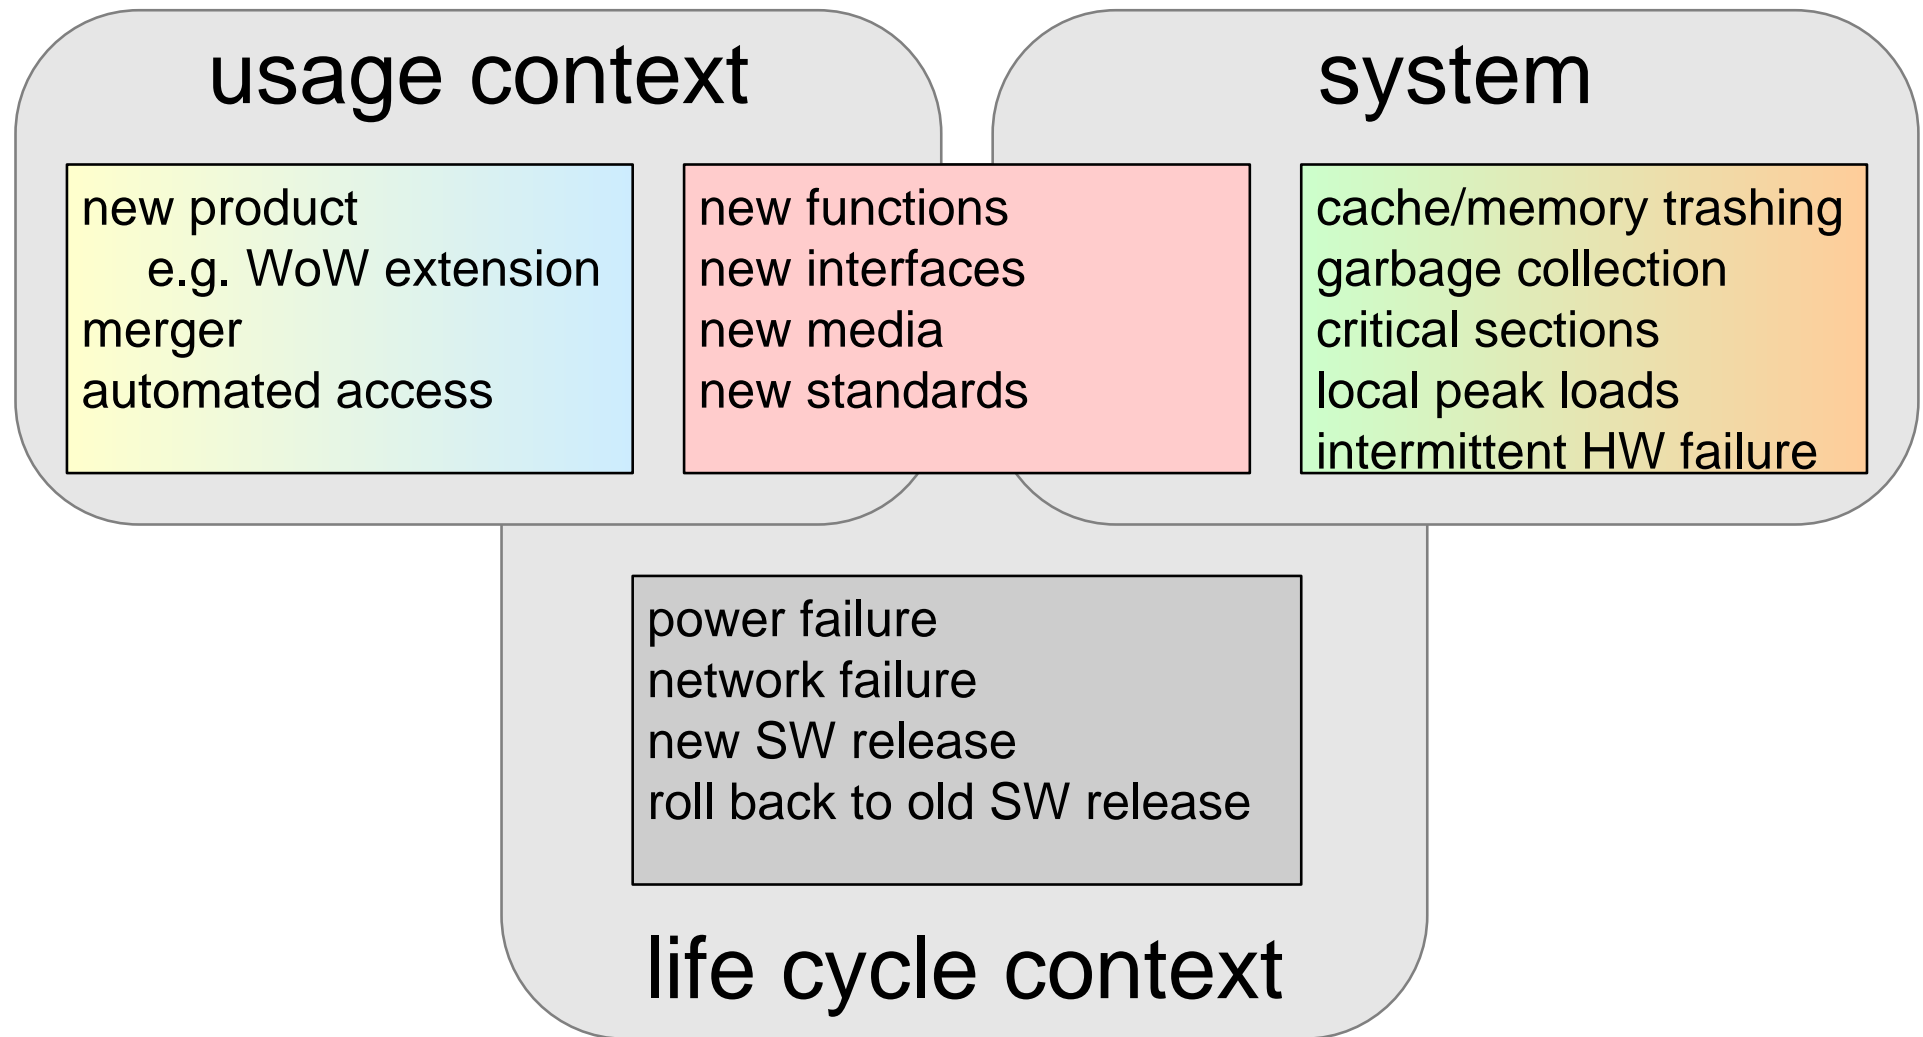 usage context
new product
e.g. WoW extension
merger
automated access
new functions
new interfaces
new media
new standards
system
cache/memory trashing
garbage collection
critical sections
local peak loads
intermittent HW failure
power failure
network failure
new SW release
roll back to old SW release
life cycle context